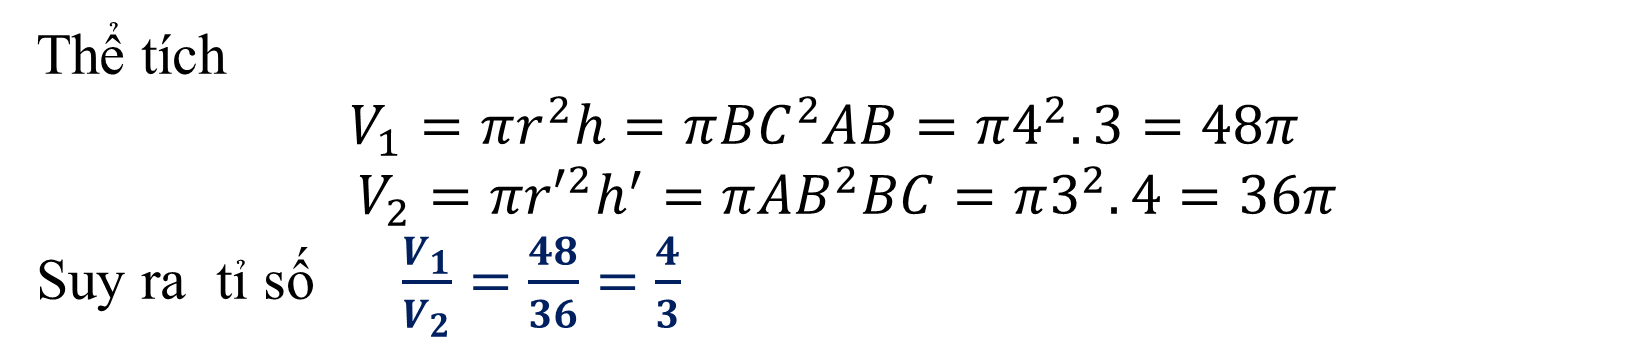 Thể tích
V₁ = πr²h = πBC²AB = π4².3 = 48π
V₂ = πr′²h′ = πAB²BC = π3².4 = 36π
Suy ra tỉ số V₁/V₂ = 48/36 = 4/3